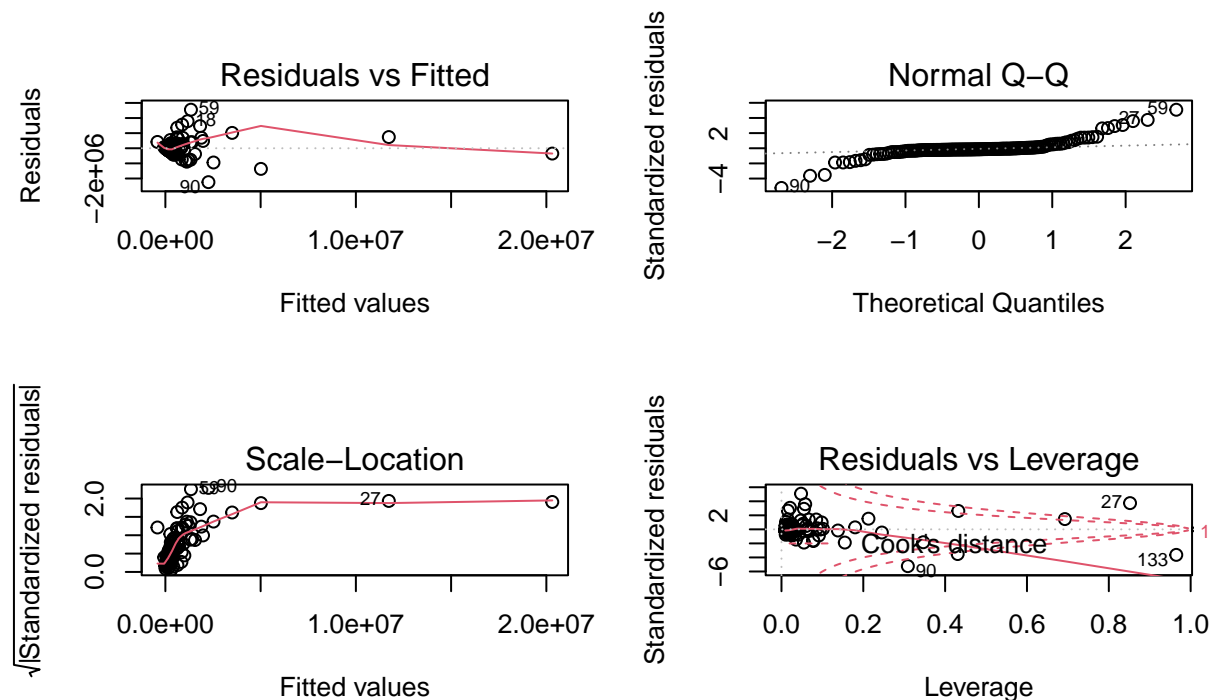 Residuals vs Fitted
Residuals
−2e+06
59
18
90
0.0e+00 1.0e+07 2.0e+07
Fitted values
Normal Q−Q
Standardized residuals
−4 2
90
27
59
−2 −1 0 1 2
Theoretical Quantiles
Scale−Location
√|Standardized residuals|
0.0 2.0
59
90
27
0.0e+00 1.0e+07 2.0e+07
Fitted values
Residuals vs Leverage
Standardized residuals
−6 2
27
Cook's distance
1
133
90
0.0 0.2 0.4 0.6 0.8 1.0
Leverage